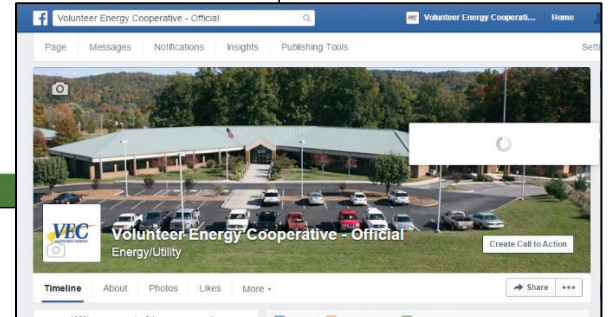 Volunteer Energy Cooperative - Official
VEC Volunteer Energy Cooperati... Home
Page Messages Notifications Insights Publishing Tools
VEC
Volunteer Energy Cooperative - Official
Energy/Utility
Create Call to Action
Timeline About Photos Likes More
Share